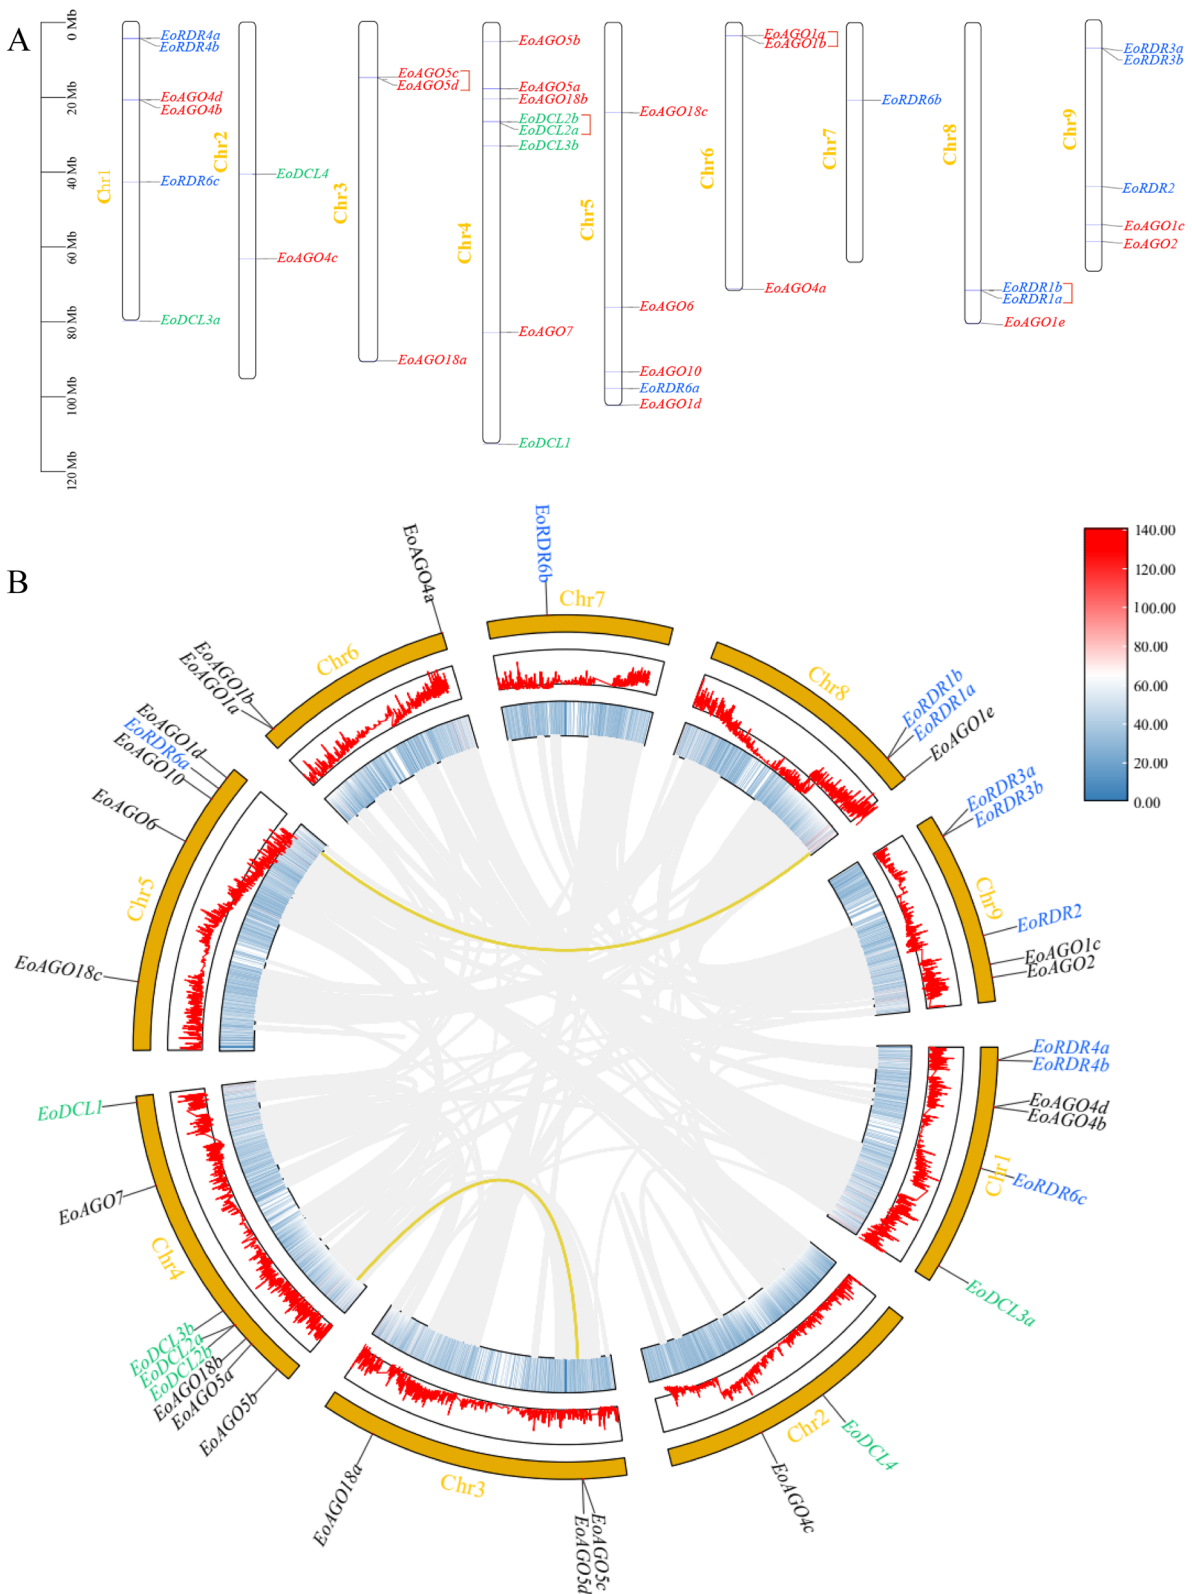 A
0 Mb
20 Mb
40 Mb
60 Mb
80 Mb
100 Mb
120 Mb
Chr1
EoRDR4a
EoRDR4b
EoAGO4d
EoAGO4b
EoRDR6c
EoDCL3a
Chr2
EoDCL4
EoAGO4c
Chr3
EoAGO5c
EoAGO5d
EoAGO18a
Chr4
EoAGO5b
EoAGO5a
EoAGO18b
EoDCL2b
EoDCL2a
EoDCL3b
EoAGO7
EoDCL1
Chr5
EoAGO18c
EoAGO6
EoAGO10
EoRDR6a
EoAGO1d
Chr6
EoAGO1a
EoAGO1b
EoAGO4a
Chr7
EoRDR6b
Chr8
EoRDR1b
EoRDR1a
EoAGO1e
Chr9
EoRDR3a
EoRDR3b
EoRDR2
EoAGO1c
EoAGO2
B
140.00
120.00
100.00
80.00
60.00
40.00
20.00
0.00
Chr7
EoRDR6b
Chr8
EoRDR1b
EoRDR1a
EoAGO1e
Chr9
EoRDR3a
EoRDR3b
EoRDR2
EoAGO1c
EoAGO2
Chr1
EoRDR4a
EoRDR4b
EoAGO4d
EoAGO4b
EoRDR6c
EoDCL3a
Chr2
EoDCL4
EoAGO4c
Chr3
EoAGO5c
EoAGO5d
EoAGO18a
Chr4
EoAGO5b
EoAGO5a
EoAGO18b
EoDCL2b
EoDCL2a
EoDCL3b
EoAGO7
EoDCL1
Chr5
EoAGO18c
EoAGO6
EoAGO10
EoRDR6a
EoAGO1d
Chr6
EoAGO1a
EoAGO1b
EoAGO4a